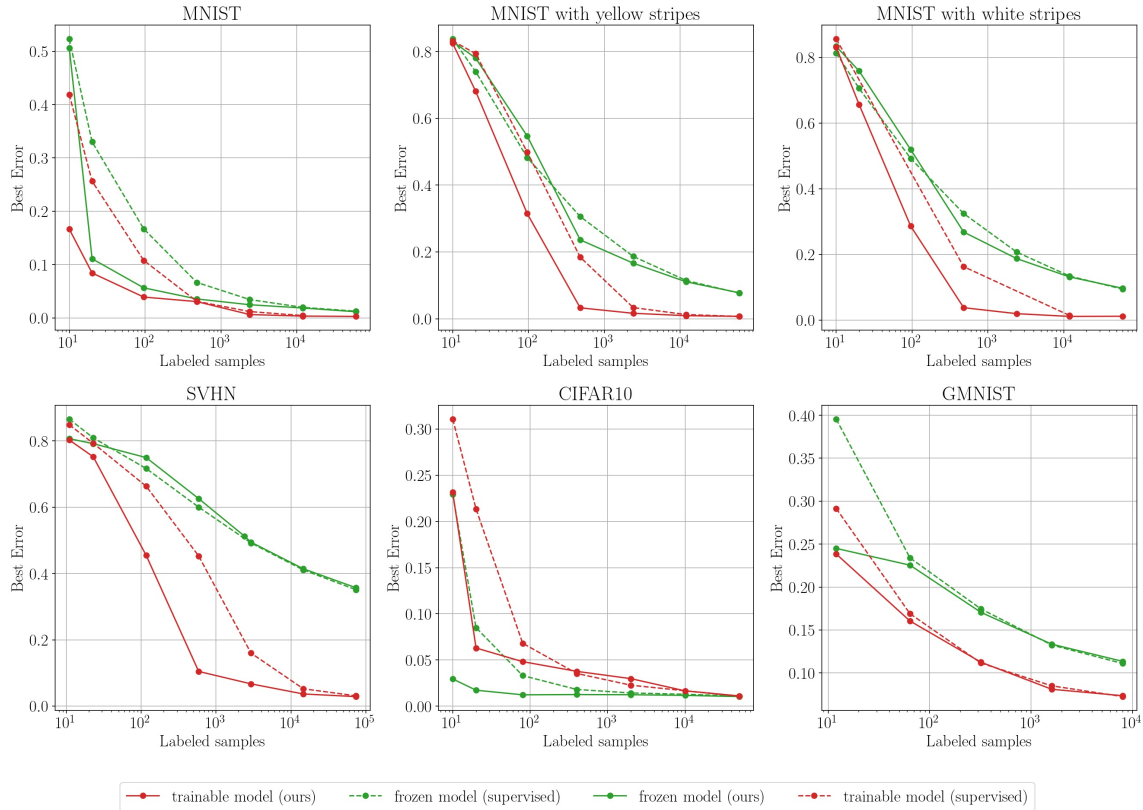 MNIST
MNIST with yellow stripes
MNIST with white stripes
Best Error
0.5
0.4
0.3
0.2
0.1
0.0
10^1
10^2
10^3
10^4
Labeled samples
Best Error
0.8
0.6
0.4
0.2
0.0
10^1
10^2
10^3
10^4
Labeled samples
Best Error
0.8
0.6
0.4
0.2
0.0
10^1
10^2
10^3
10^4
Labeled samples
SVHN
CIFAR10
GMNIST
Best Error
0.8
0.6
0.4
0.2
0.0
10^1
10^2
10^3
10^4
10^5
Labeled samples
Best Error
0.30
0.25
0.20
0.15
0.10
0.05
0.00
10^1
10^2
10^3
10^4
Labeled samples
Best Error
0.40
0.35
0.30
0.25
0.20
0.15
0.10
10^1
10^2
10^3
10^4
Labeled samples
trainable model (ours)
frozen model (supervised)
frozen model (ours)
trainable model (supervised)